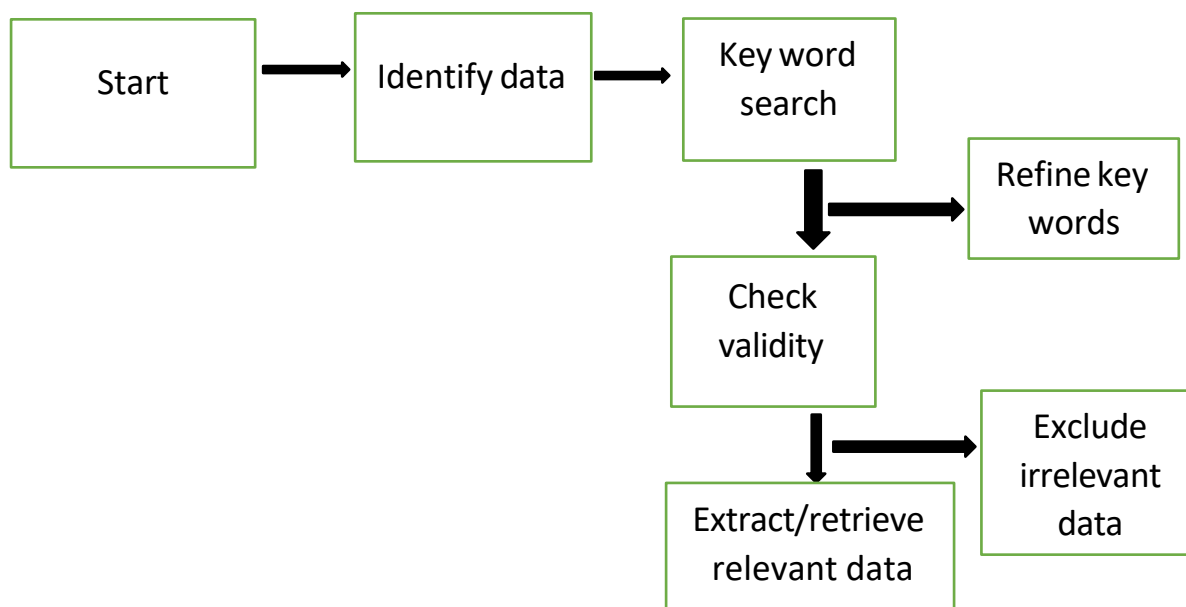 Start
Identify data
Key word
search
Refine key
words
Check
validity
Exclude
irrelevant
data
Extract/retrieve
relevant data